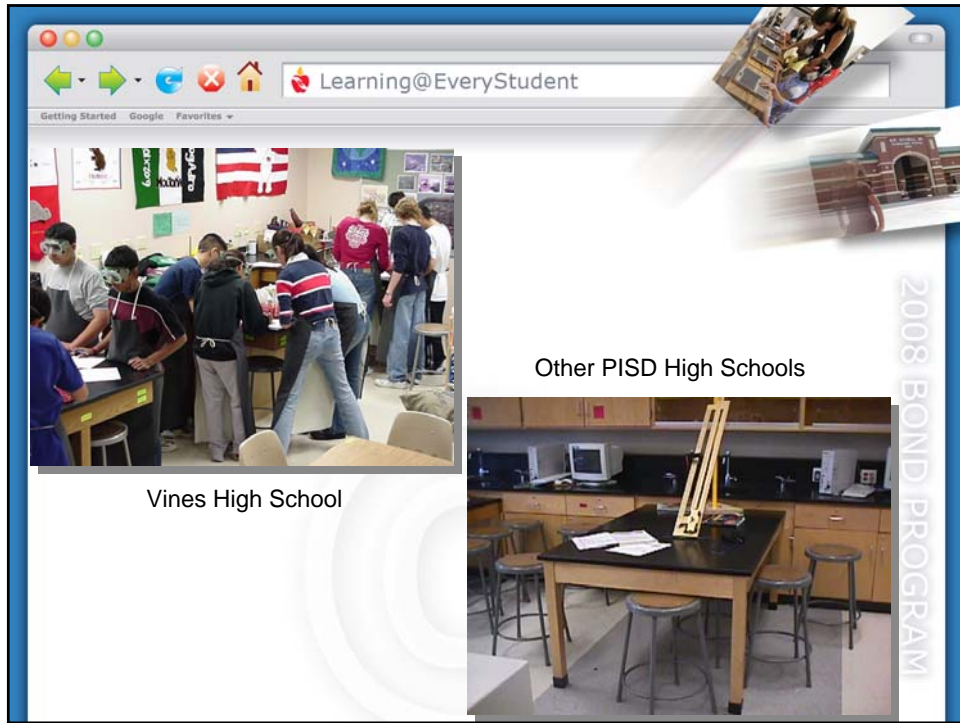 Learning@EveryStudent
Getting Started Google Favorites
Other PISD High Schools
Vines High School
2008 BOND PROGRAM